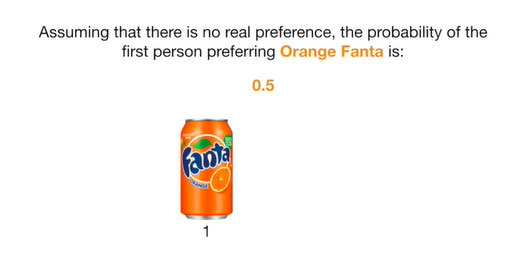 Assuming that there is no real preference, the probability of the
first person preferring Orange Fanta is:
0.5
Fanta
ORANGE
1